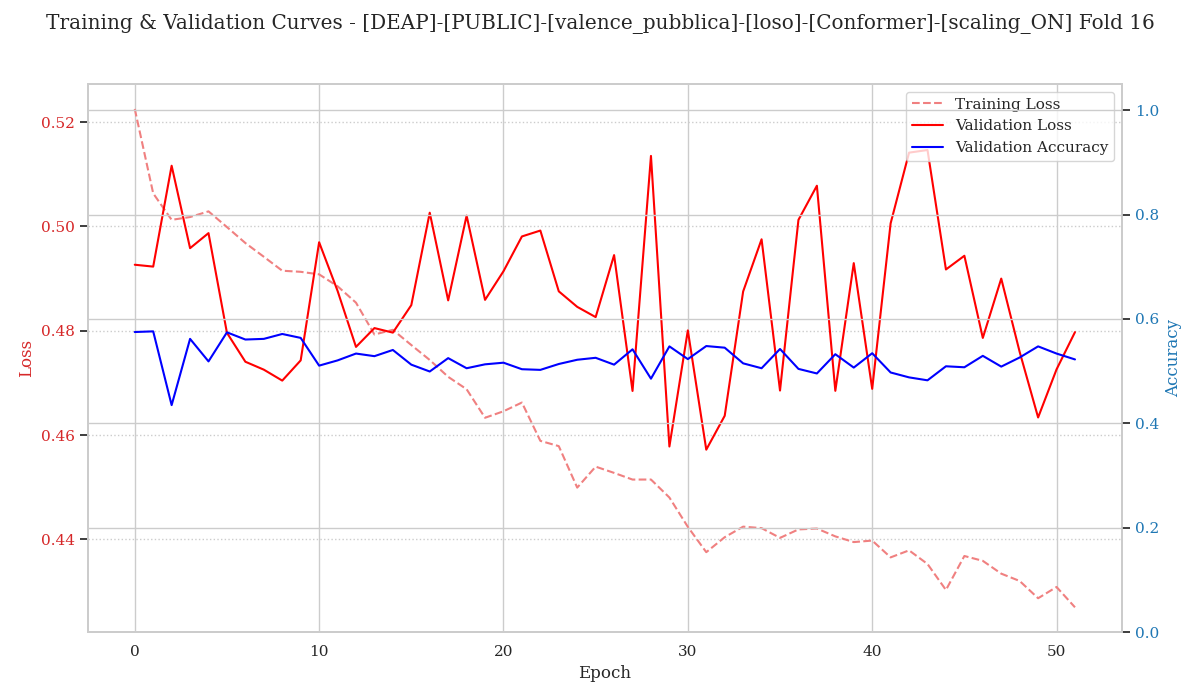 Training & Validation Curves - [DEAP]-[PUBLIC]-[valence_pubblica]-[loso]-[Conformer]-[scaling_ON] Fold 16
Training Loss
Validation Loss
Validation Accuracy
Loss
0.52
0.50
0.48
0.46
0.44
1.0
0.8
0.6
0.4
0.2
0.0
Accuracy
0
10
20
30
40
50
Epoch